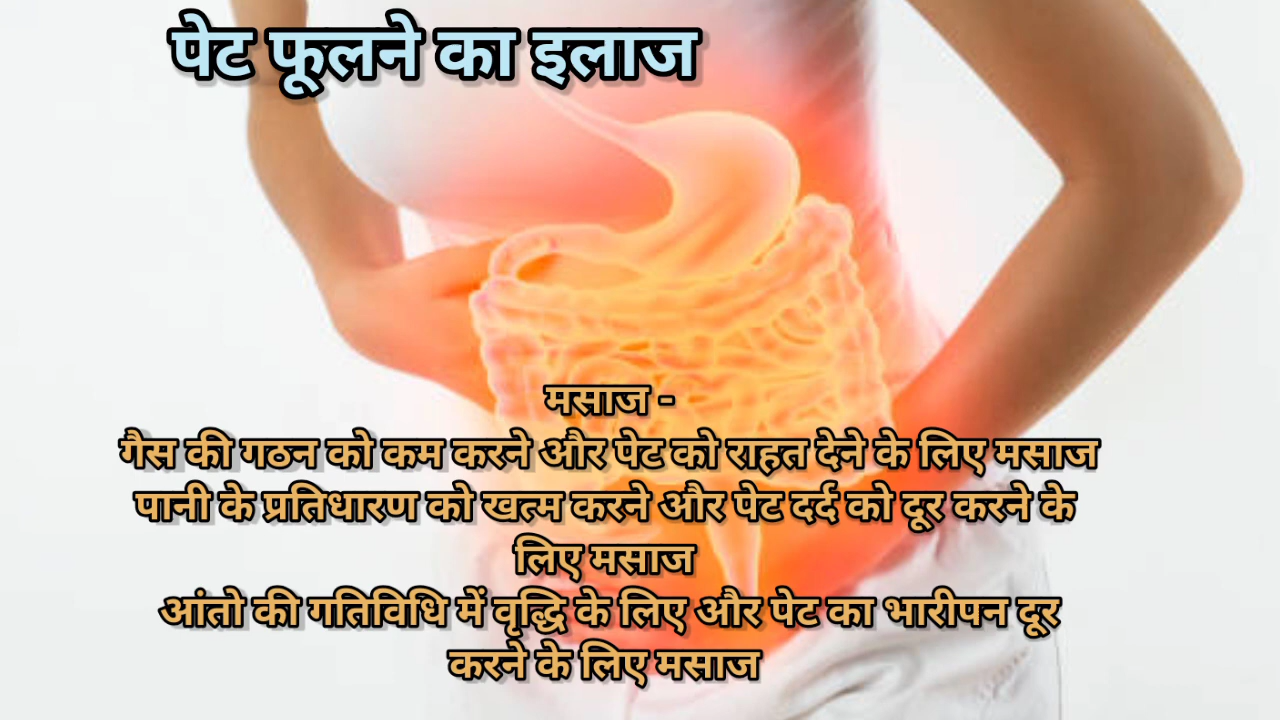 पेट फूलने का इलाज
मसाज -
गैस की गठन को कम करने और पेट को राहत देने के लिए मसाज
पानी के प्रतिधारण को खत्म करने और पेट दर्द को दूर करने के
लिए मसाज
आंतो की गतिविधि में वृद्धि के लिए और पेट का भारीपन दूर
करने के लिए मसाज